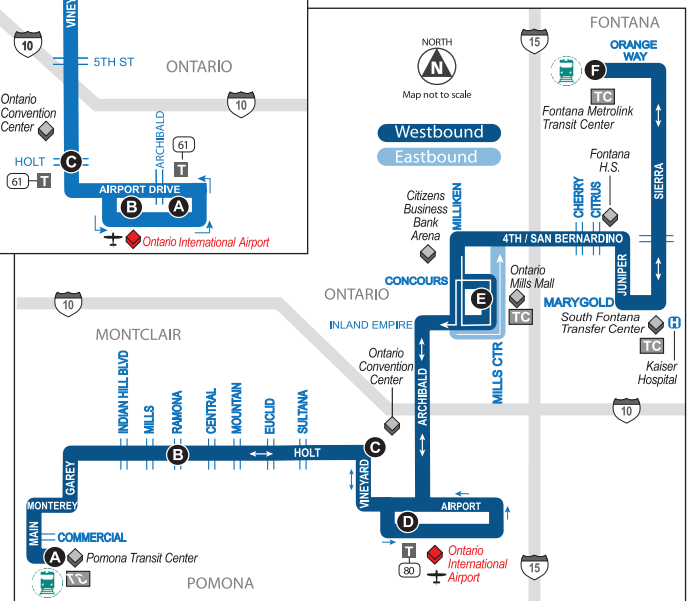 VINEY
10
5TH ST
ONTARIO
10
Ontario
Convention
Center
ARCHIBALD
61
T
HOLT
C
61
T
AIRPORT DRIVE
B
A
Ontario International Airport
FONTANA
15
NORTH
N
Map not to scale
ORANGE
WAY
F
TC
Fontana Metrolink
Transit Center
Westbound
Eastbound
Fontana
H.S.
SIERRA
Citizens
Business
Bank
Arena
MILLIKEN
CHERRY
CITRUS
4TH / SAN BERNARDINO
JUNIPER
CONCOURS
E
Ontario
Mills Mall
TC
MARYGOLD
South Fontana
Transfer Center
H
TC
Kaiser
Hospital
ONTARIO
10
INLAND EMPIRE
MILLS CTR
MONTCLAIR
Ontario
Convention
Center
ARCHIBALD
10
INDIAN HILL BLVD
MILLS
RAMONA
CENTRAL
MOUNTAIN
EUCLID
SULTANA
B
HOLT
C
GAREY
VINEYARD
MONTEREY
AIRPORT
D
MAIN
COMMERCIAL
A
Pomona Transit Center
T
80
Ontario
International
Airport
15
POMONA